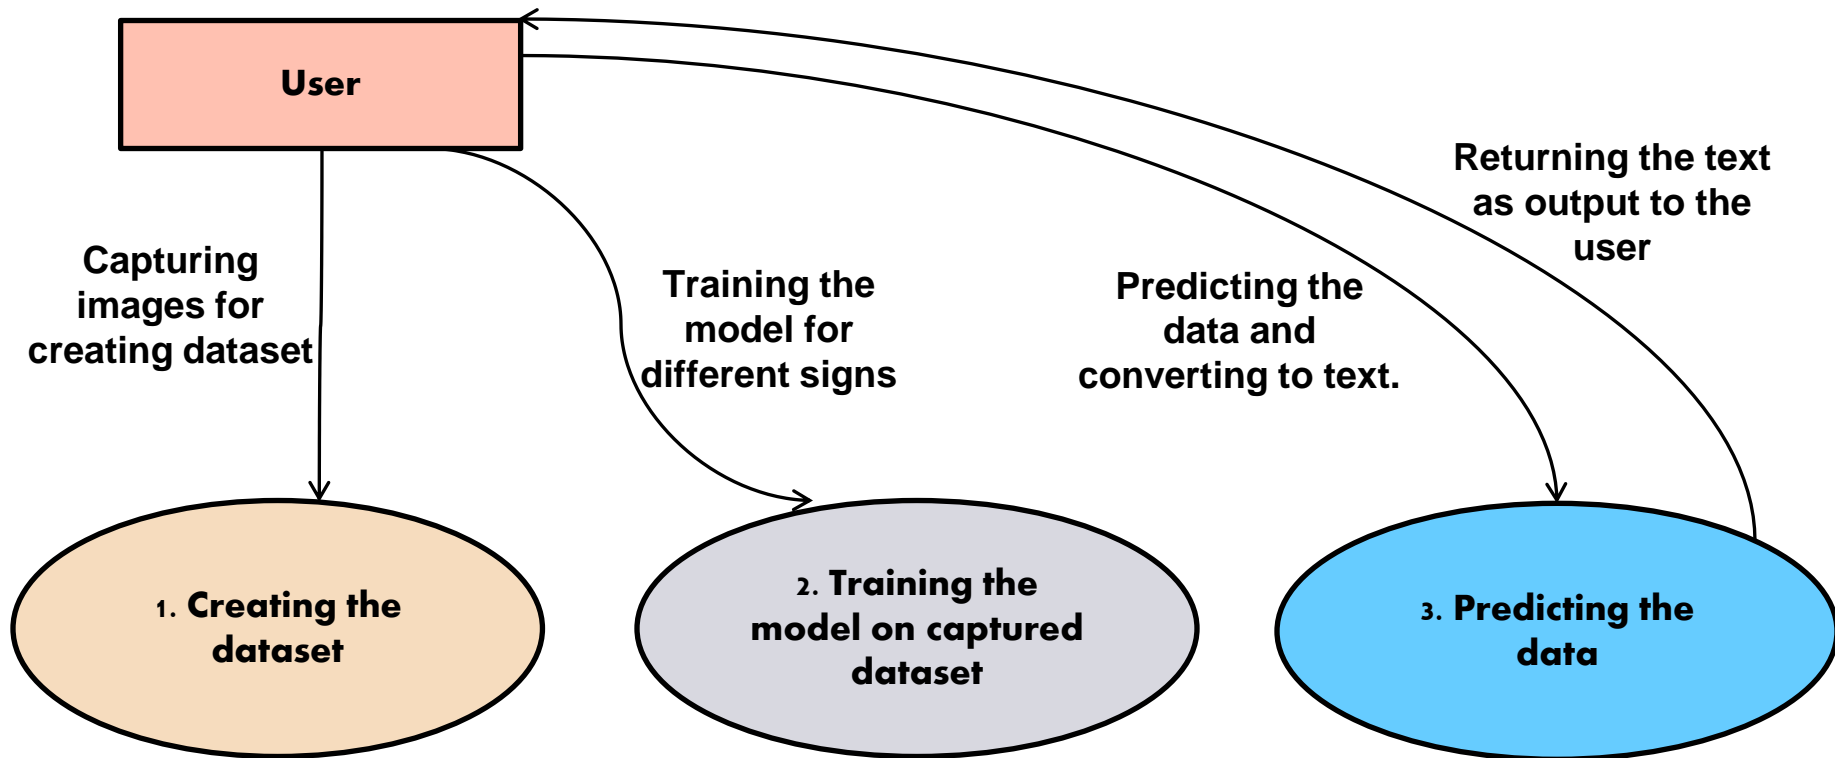 User
Capturing
images for
creating dataset
Training the
model for
different signs
Predicting the
data and
converting to text.
Returning the text
as output to the
user
1. Creating the
dataset
2. Training the
model on captured
dataset
3. Predicting the
data